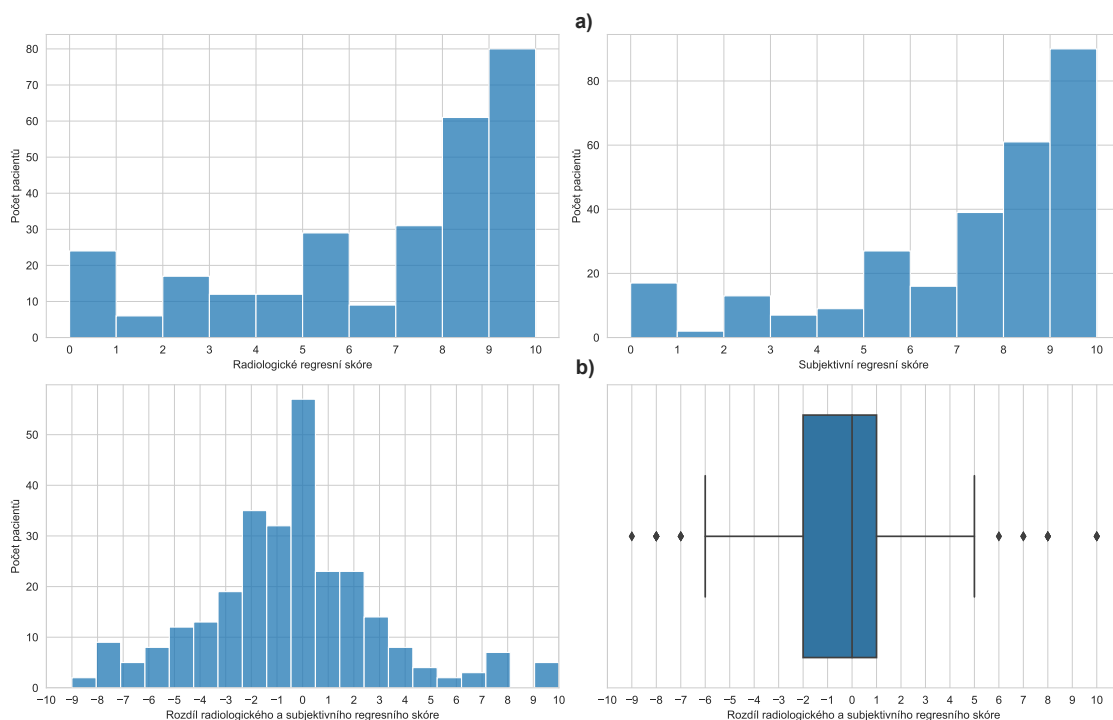 a)
80
70
60
50
40
30
20
10
0
Počet pacientů
0 1 2 3 4 5 6 7 8 9 10
Radiologické regresní skóre
80
60
40
20
0
Počet pacientů
0 1 2 3 4 5 6 7 8 9 10
Subjektivní regresní skóre
b)
50
40
30
20
10
0
Počet pacientů
−10 −9 −8 −7 −6 −5 −4 −3 −2 −1 0 1 2 3 4 5 6 7 8 9 10
Rozdíl radiologického a subjektivního regresního skóre
−10 −9 −8 −7 −6 −5 −4 −3 −2 −1 0 1 2 3 4 5 6 7 8 9 10
Rozdíl radiologického a subjektivního regresního skóre